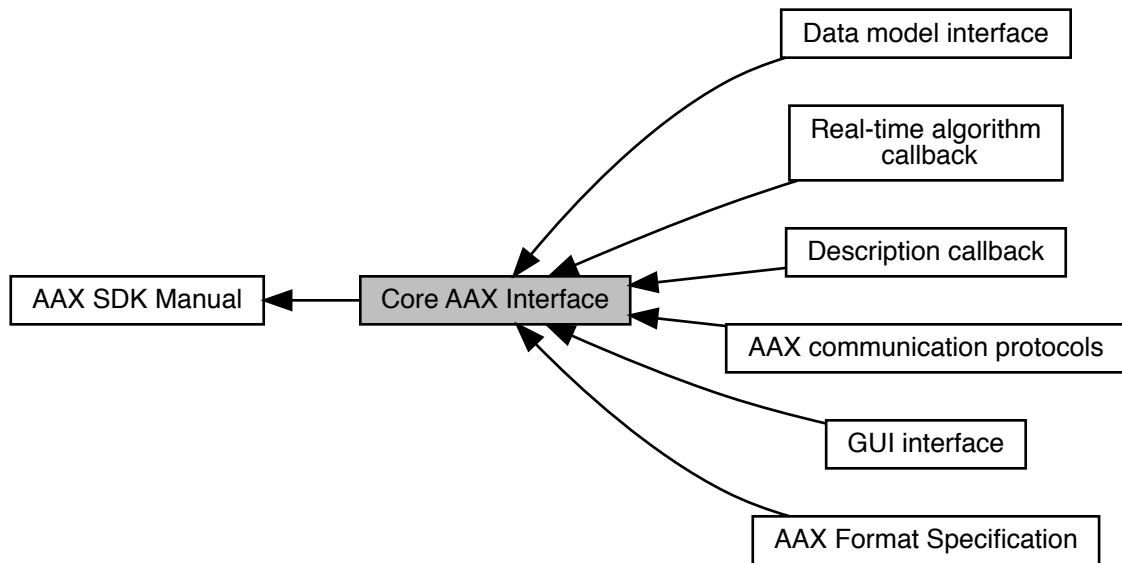 Data model interface
Real-time algorithm
callback
Description callback
AAX SDK Manual
Core AAX Interface
AAX communication protocols
GUI interface
AAX Format Specification